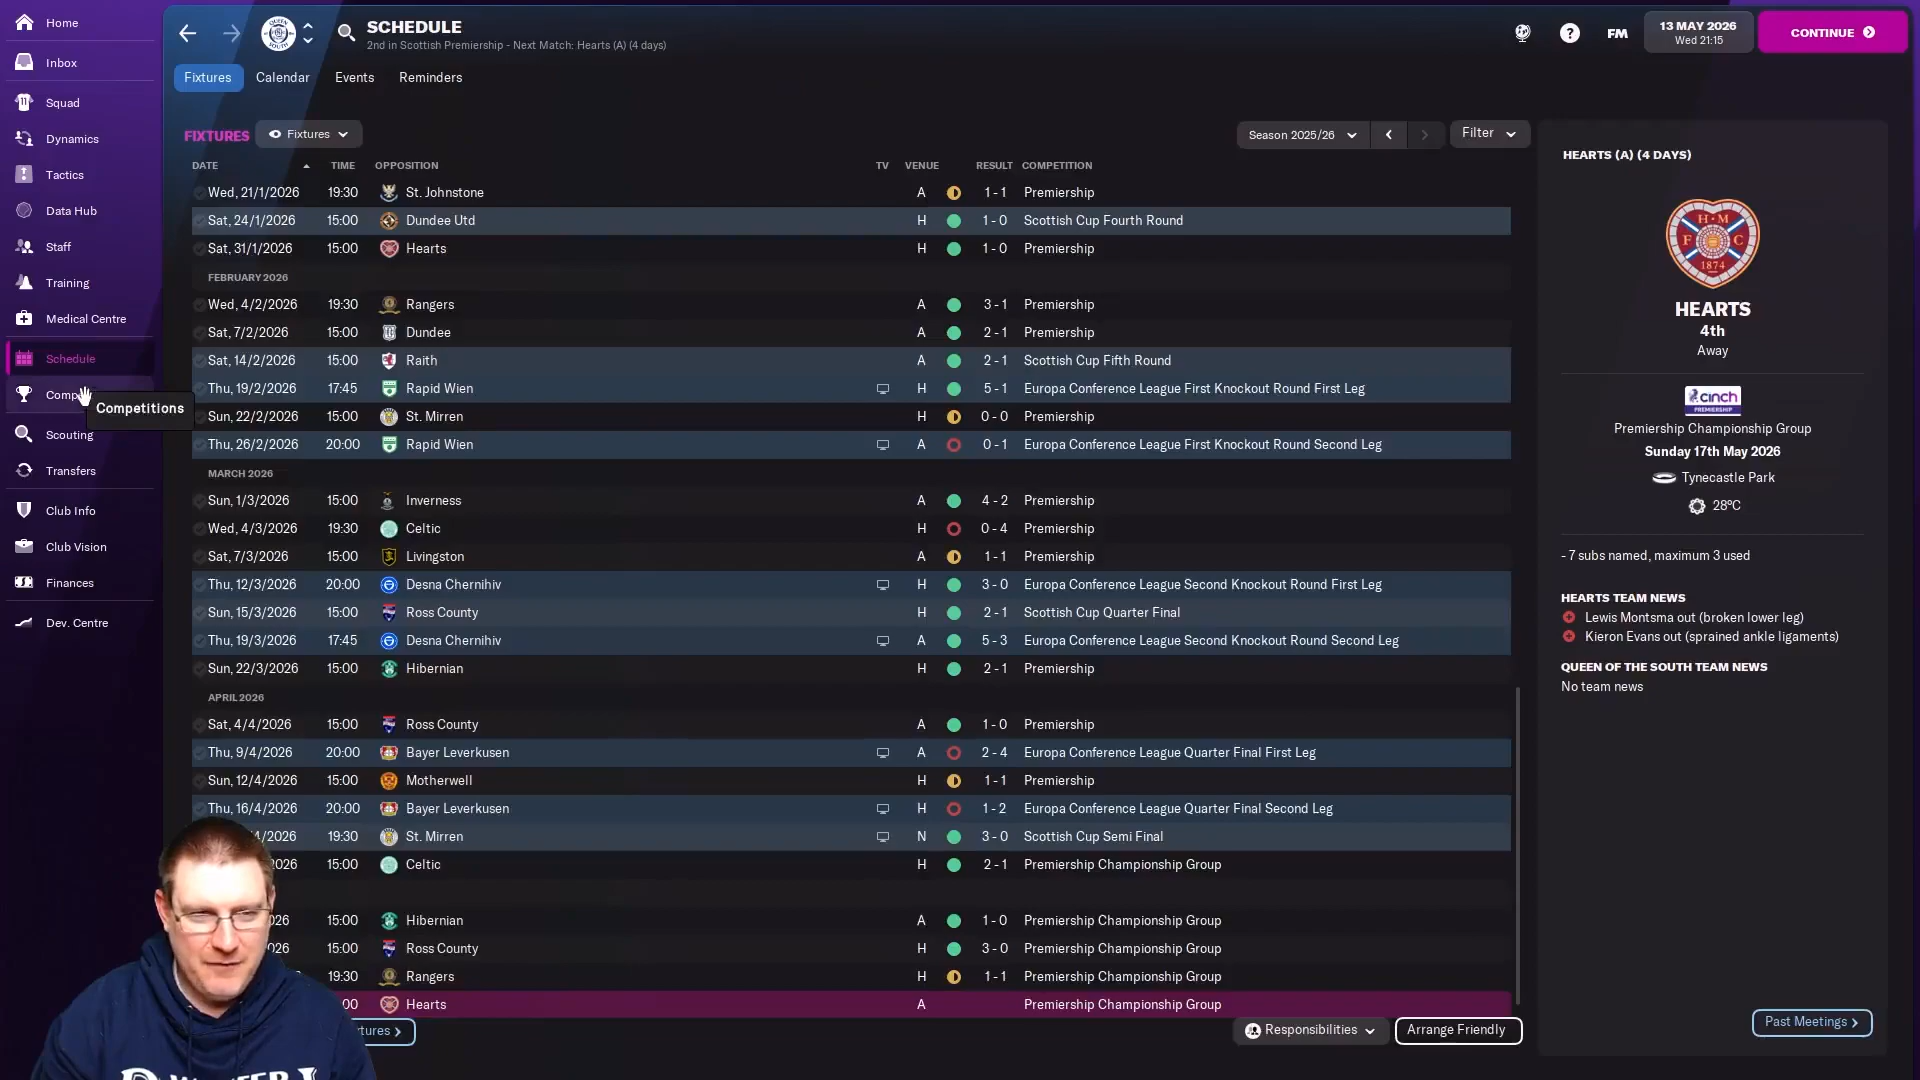 Home
Inbox
Squad
Dynamics
Tactics
Data Hub
Staff
Training
Medical Centre
Schedule
Comp
Competitions
Scouting
Transfers
Club Info
Club Vision
Finances
Dev. Centre
QUEEN
SOUTH
SCHEDULE
2nd in Scottish Premiership - Next Match: Hearts (A) (4 days)
?
FM
13 MAY 2026
Wed 21:15
CONTINUE
Fixtures Calendar Events Reminders
FIXTURES Fixtures
Season 2025/26
Filter
DATE TIME OPPOSITION TV VENUE RESULT COMPETITION
Wed, 21/1/2026 19:30 St. Johnstone A 1 - 1 Premiership
Sat, 24/1/2026 15:00 Dundee Utd H 1 - 0 Scottish Cup Fourth Round
Sat, 31/1/2026 15:00 Hearts H 1 - 0 Premiership
FEBRUARY 2026
Wed, 4/2/2026 19:30 Rangers A 3 - 1 Premiership
Sat, 7/2/2026 15:00 Dundee A 2 - 1 Premiership
Sat, 14/2/2026 15:00 Raith A 2 - 1 Scottish Cup Fifth Round
Thu, 19/2/2026 17:45 Rapid Wien H 5 - 1 Europa Conference League First Knockout Round First Leg
Sun, 22/2/2026 15:00 St. Mirren H 0 - 0 Premiership
Thu, 26/2/2026 20:00 Rapid Wien A 0 - 1 Europa Conference League First Knockout Round Second Leg
MARCH 2026
Sun, 1/3/2026 15:00 Inverness A 4 - 2 Premiership
Wed, 4/3/2026 19:30 Celtic H 0 - 4 Premiership
Sat, 7/3/2026 15:00 Livingston A 1 - 1 Premiership
Thu, 12/3/2026 20:00 Desna Chernihiv H 3 - 0 Europa Conference League Second Knockout Round First Leg
Sun, 15/3/2026 15:00 Ross County H 2 - 1 Scottish Cup Quarter Final
Thu, 19/3/2026 17:45 Desna Chernihiv A 5 - 3 Europa Conference League Second Knockout Round Second Leg
Sun, 22/3/2026 15:00 Hibernian H 2 - 1 Premiership
APRIL 2026
Sat, 4/4/2026 15:00 Ross County A 1 - 0 Premiership
Thu, 9/4/2026 20:00 Bayer Leverkusen A 2 - 4 Europa Conference League Quarter Final First Leg
Sun, 12/4/2026 15:00 Motherwell H 1 - 1 Premiership
Thu, 16/4/2026 20:00 Bayer Leverkusen H 1 - 2 Europa Conference League Quarter Final Second Leg
/4/2026 19:30 St. Mirren N 3 - 0 Scottish Cup Semi Final
2026 15:00 Celtic H 2 - 1 Premiership Championship Group
026 15:00 Hibernian A 1 - 0 Premiership Championship Group
026 15:00 Ross County H 3 - 0 Premiership Championship Group
19:30 Rangers H 1 - 1 Premiership Championship Group
00 Hearts A Premiership Championship Group
tures
Responsibilities
Arrange Friendly
HEARTS (A) (4 DAYS)
H M
F C
1874
HEARTS
4th
Away
cinch
PREMIERSHIP
Premiership Championship Group
Sunday 17th May 2026
Tynecastle Park
28ºC
- 7 subs named, maximum 3 used
HEARTS TEAM NEWS
Lewis Montsma out (broken lower leg)
Kieron Evans out (sprained ankle ligaments)
QUEEN OF THE SOUTH TEAM NEWS
No team news
Past Meetings